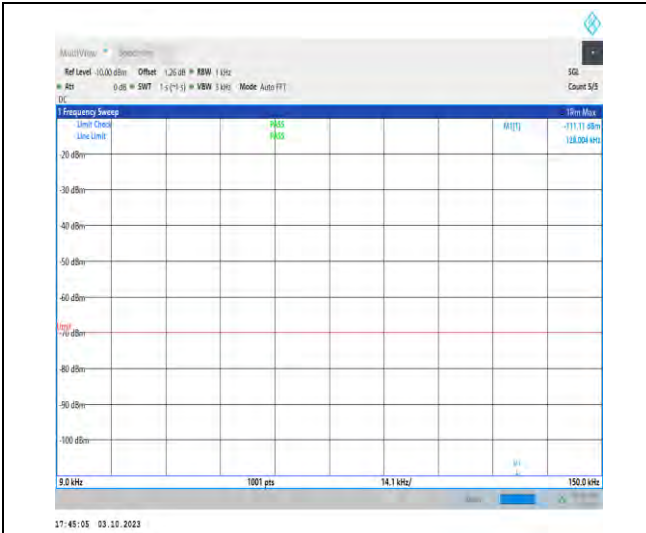 MultiView Spectrum
Ref Level -10.00 dBm Offset 1.26 dB RBW 1 kHz SGL
Att 0 dB SWT 1 s (~1 s) VBW 3 kHz Mode Auto FFT Count 5/5
DC
1 Frequency Sweep 1Rm Max
Limit Check PASS M1[1] -111.11 dBm
Line Limit PASS 128.004 kHz
-20 dBm
-30 dBm
-40 dBm
-50 dBm
-60 dBm
Limit
-70 dBm
-80 dBm
-90 dBm
-100 dBm
M1
9.0 kHz 1001 pts 14.1 kHz/ 150.0 kHz
17:45:05 03.10.2023